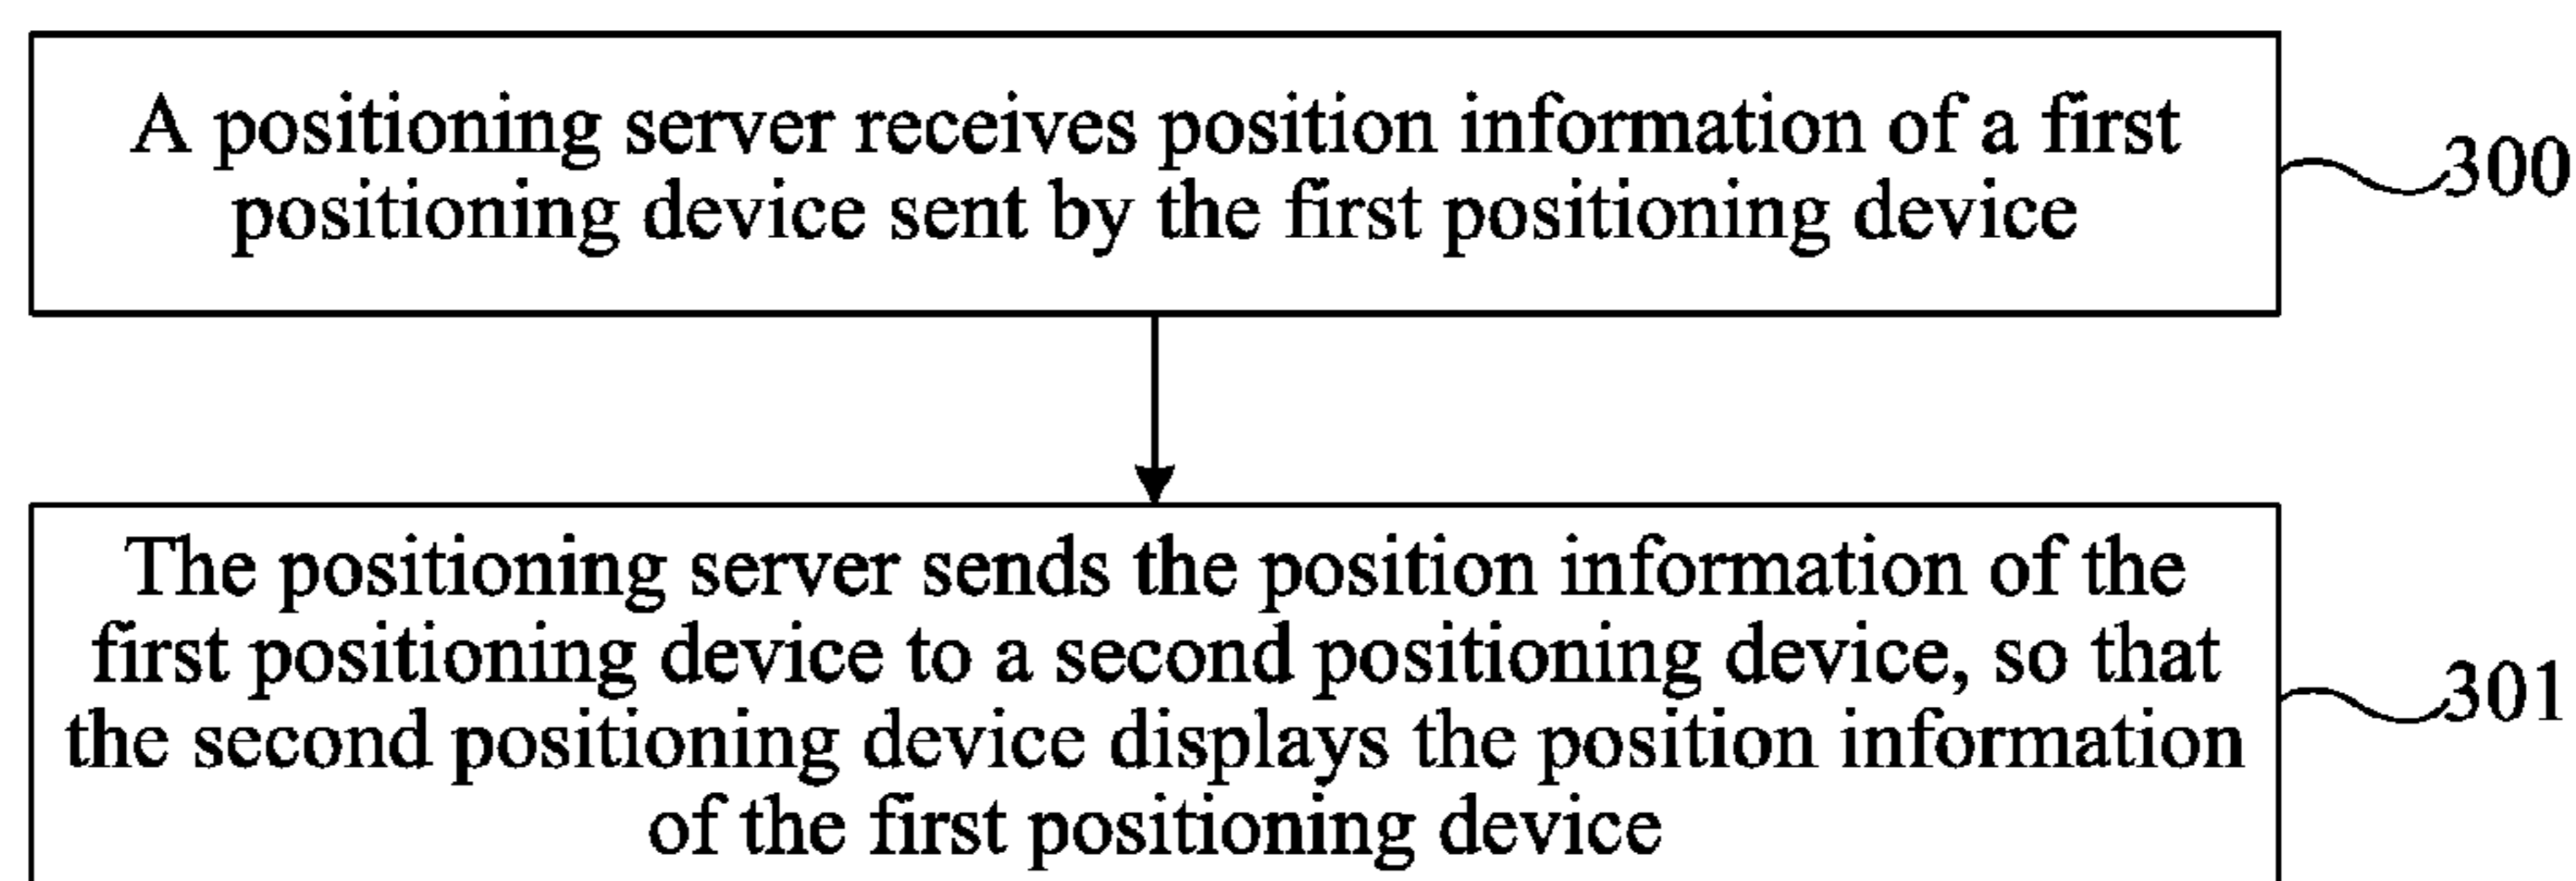 A positioning server receives position information of a first
positioning device sent by the first positioning device
300
The positioning server sends the position information of the
first positioning device to a second positioning device, so that
the second positioning device displays the position information
of the first positioning device
301